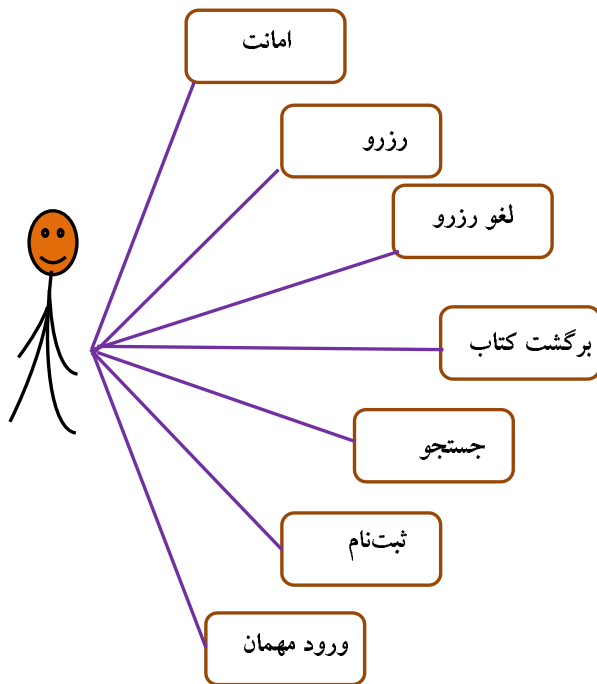 امانت
رزرو
لغو رزرو
برگشت کتاب
جستجو
ثبت‌نام
ورود مهمان